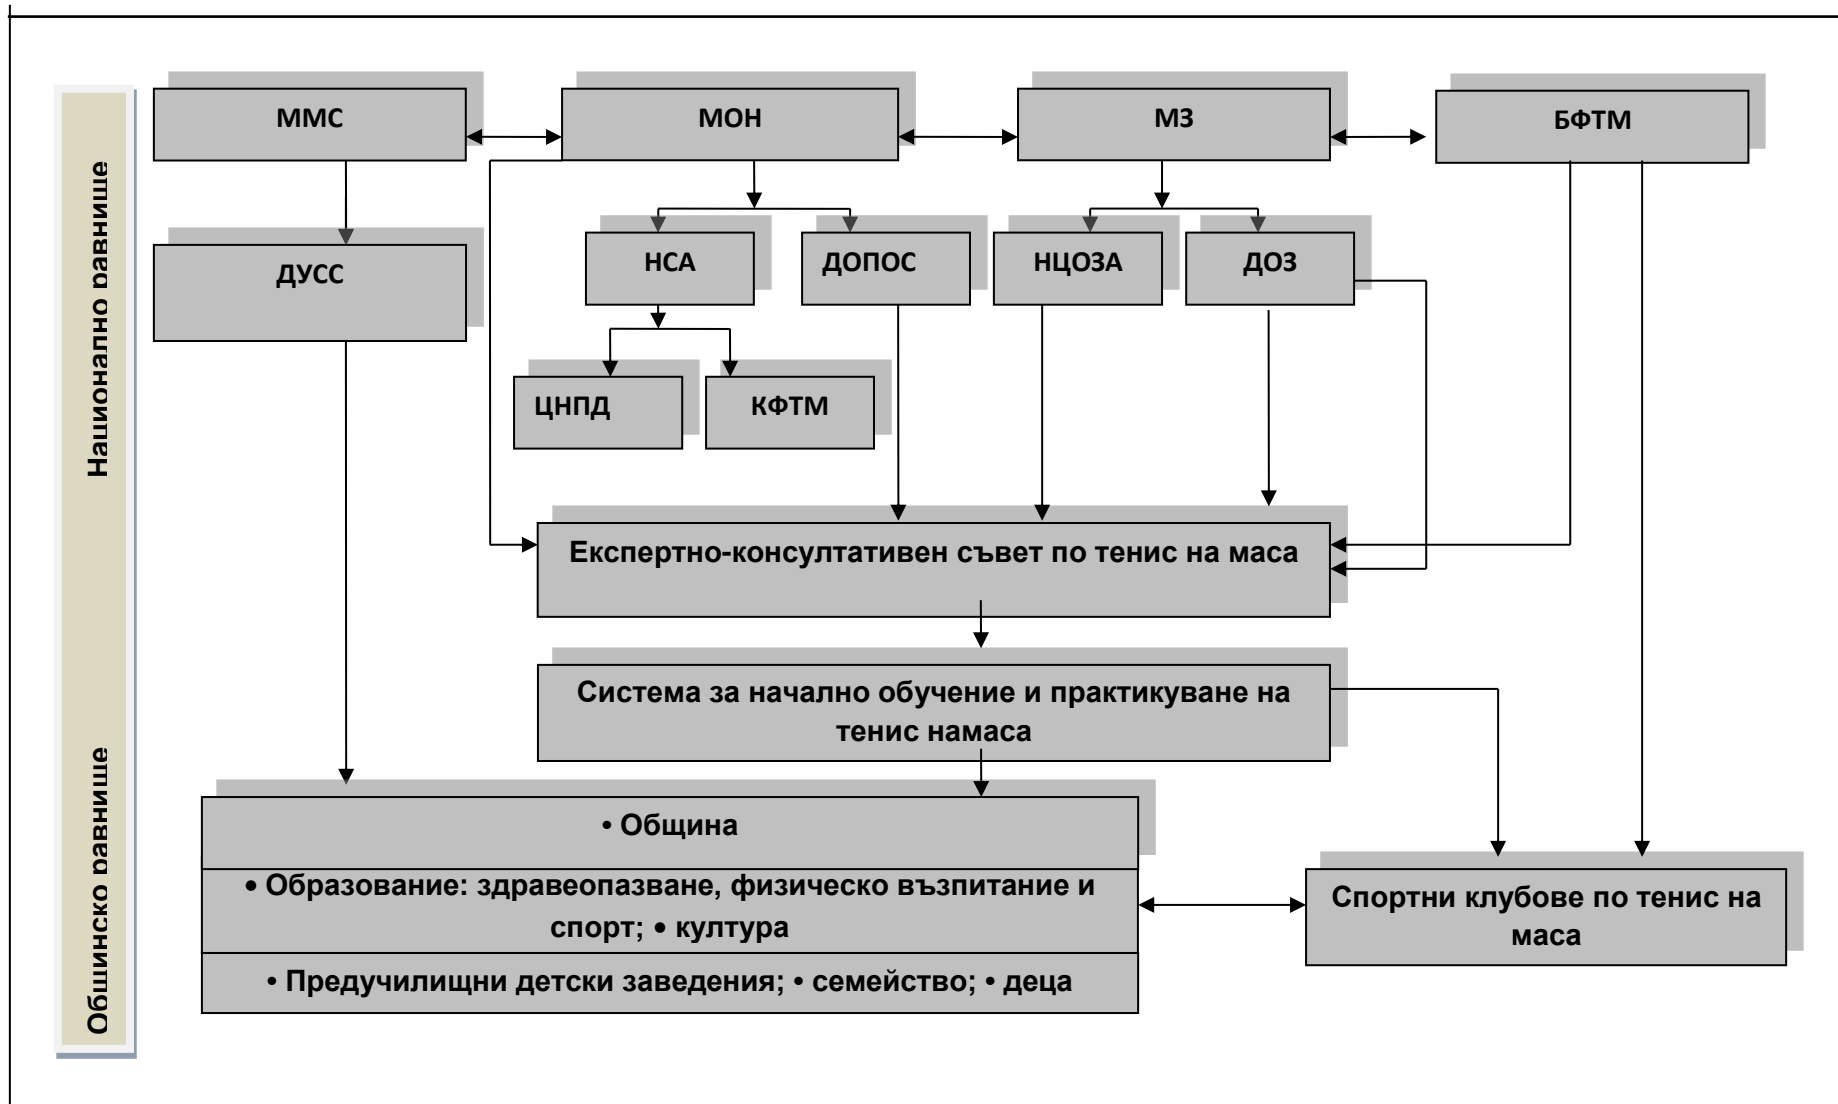 Национално равнище
Общинско равнище
ММС
МОН
МЗ
БФТМ
ДУСС
НСА
ДОПОС
НЦОЗА
ДОЗ
ЦНПД
КФТМ
Експертно-консултативен съвет по тенис на маса
Система за начално обучение и практикуване на
тенис намаса
• Община
• Образование: здравеопазване, физическо възпитание и
спорт; • култура
• Предучилищни детски заведения; • семейство; • деца
Спортни клубове по тенис на
маса